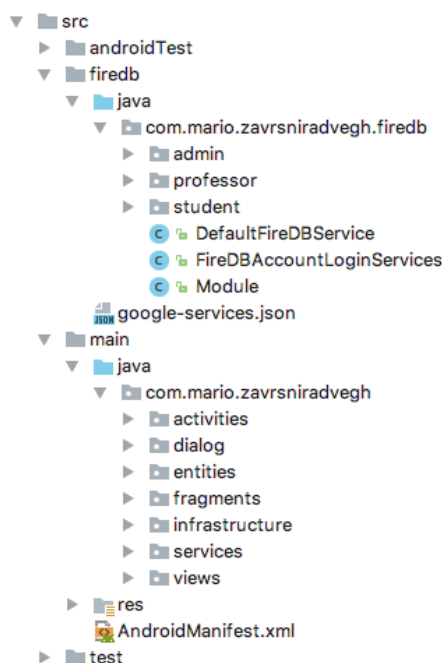 src
androidTest
firedb
java
com.mario.zavrsniradvegh.firedb
admin
professor
student
C DefaultFireDBService
C FireDBAccountLoginServices
C Module
JSON google-services.json
main
java
com.mario.zavrsniradvegh
activities
dialog
entities
fragments
infrastructure
services
views
res
AndroidManifest.xml
test